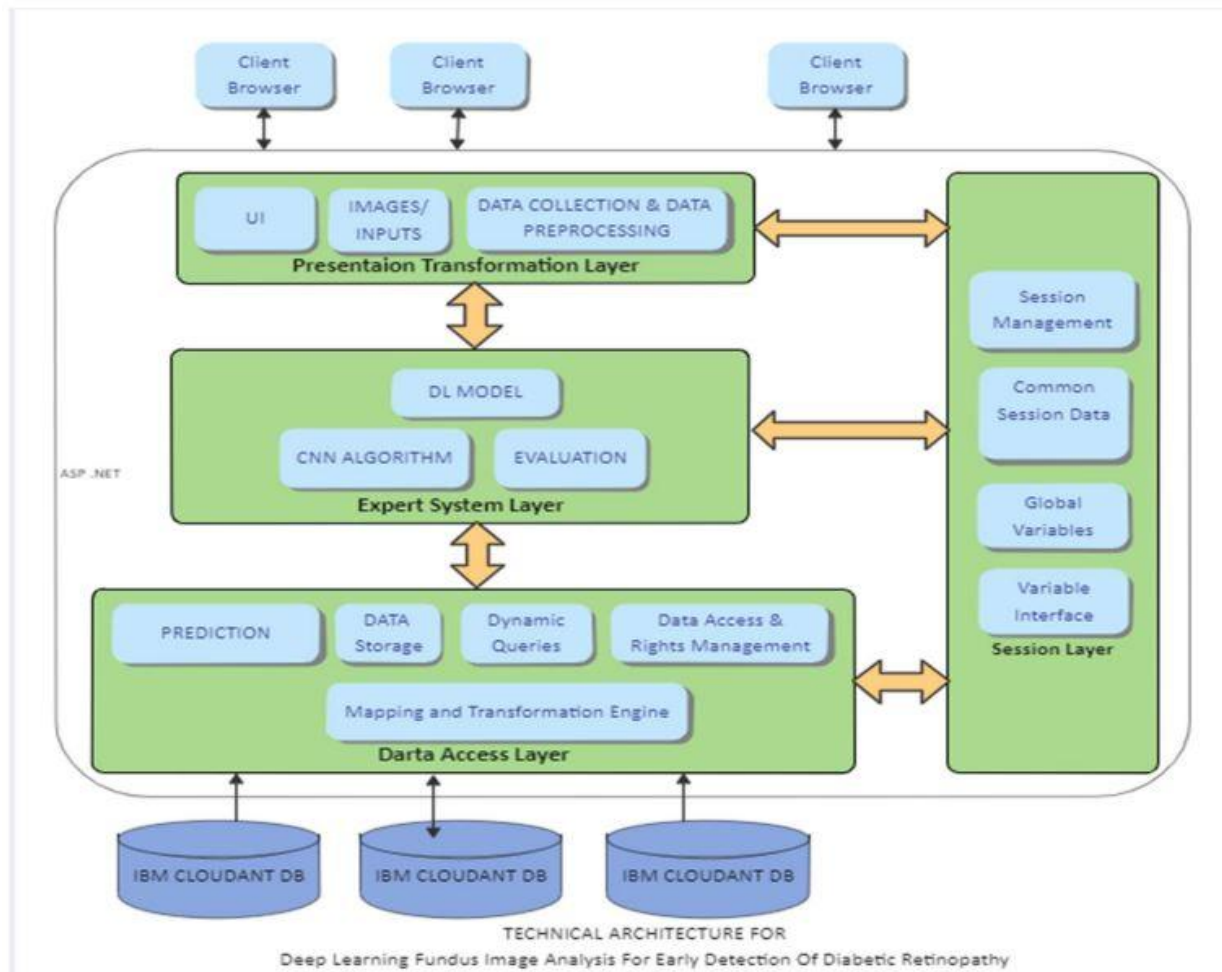 Client
Browser
Client
Browser
Client
Browser
UI
IMAGES/
INPUTS
DATA COLLECTION & DATA
PREPROCESSING
Presentaion Transformation Layer
DL MODEL
CNN ALGORITHM
EVALUATION
Expert System Layer
ASP .NET
PREDICTION
DATA
Storage
Dynamic
Queries
Data Access &
Rights Management
Mapping and Transformation Engine
Darta Access Layer
Session
Management
Common
Session Data
Global
Variables
Variable
Interface
Session Layer
IBM CLOUDANT DB
IBM CLOUDANT DB
IBM CLOUDANT DB
TECHNICAL ARCHITECTURE FOR
Deep Learning Fundus Image Analysis For Early Detection Of Diabetic Retinopathy